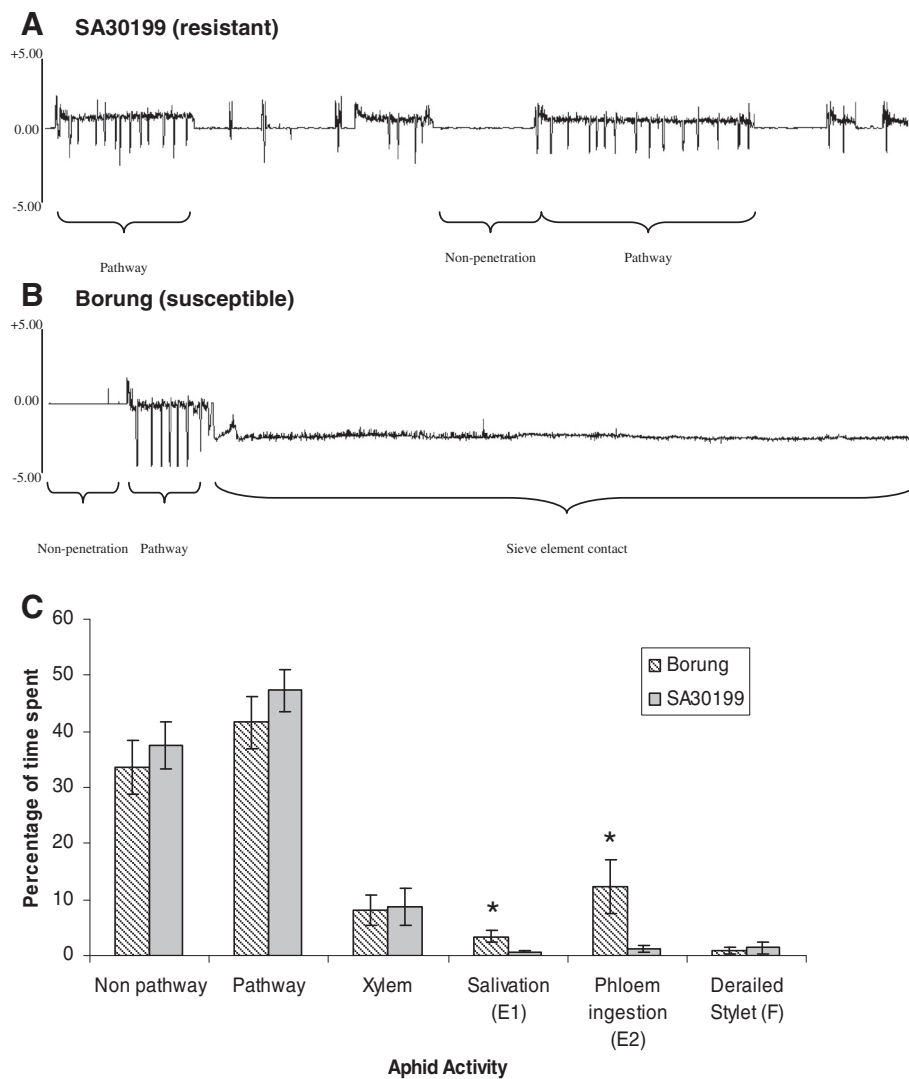 A SA30199 (resistant)
+5.00
0.00
-5.00
Pathway
Non-penetration
Pathway
B Borung (susceptible)
+5.00
0.00
-5.00
Non-penetration Pathway
Sieve element contact
C
60
50
40
30
20
10
0
Percentage of time spent
Borung
SA30199
*
*
Non pathway
Pathway
Xylem
Salivation
(E1)
Phloem
ingestion
(E2)
Derailed
Stylet (F)
Aphid Activity